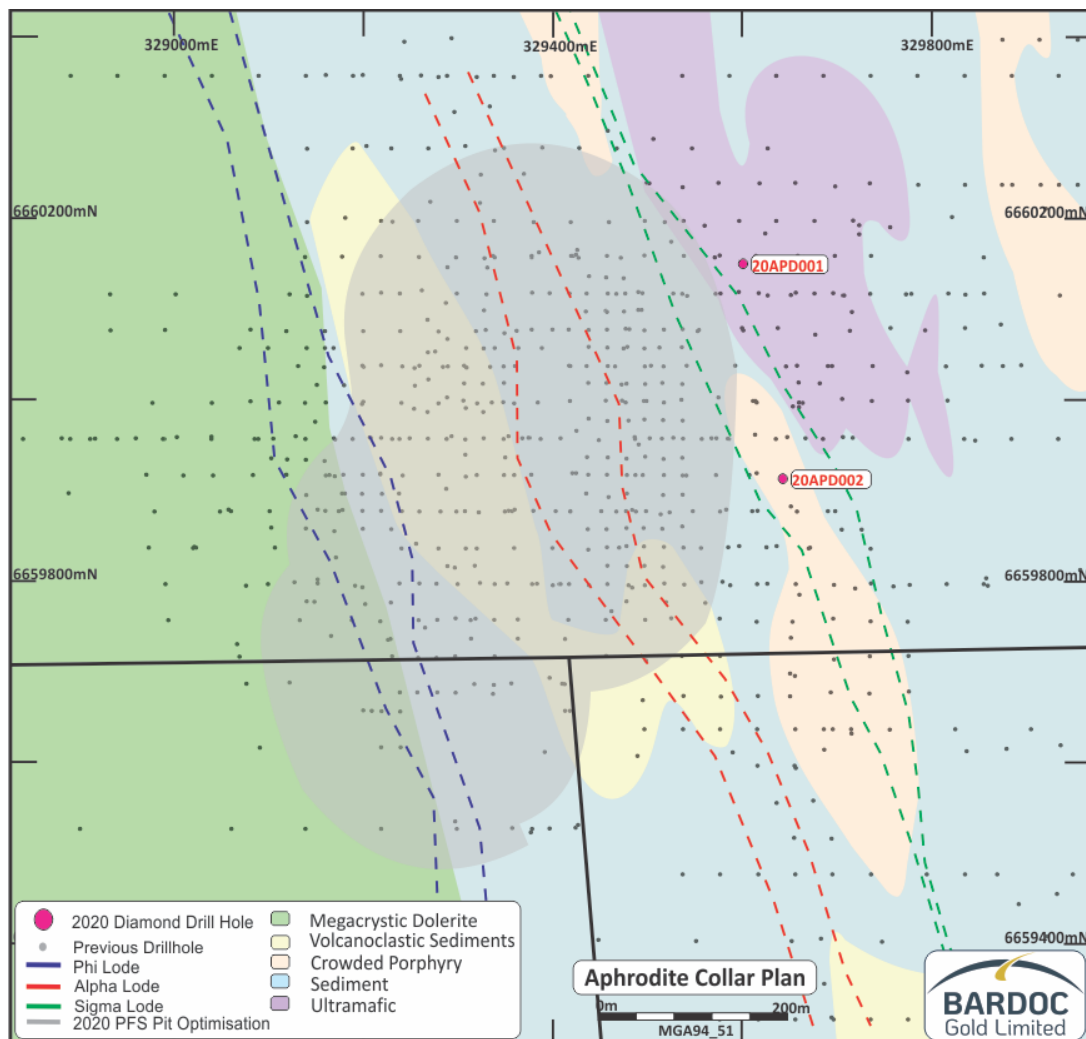 329000mE 329400mE 329800mE
6660200mN 6660200mN
20APD001
20APD002
6659800mN 6659800mN
6659400mN
2020 Diamond Drill Hole
Previous Drillhole
Phi Lode
Alpha Lode
Sigma Lode
2020 PFS Pit Optimisation
Megacrystic Dolerite
Volcanoclastic Sediments
Crowded Porphyry
Sediment
Ultramafic
Aphrodite Collar Plan
0m 200m
MGA94_51
BARDOC
Gold Limited